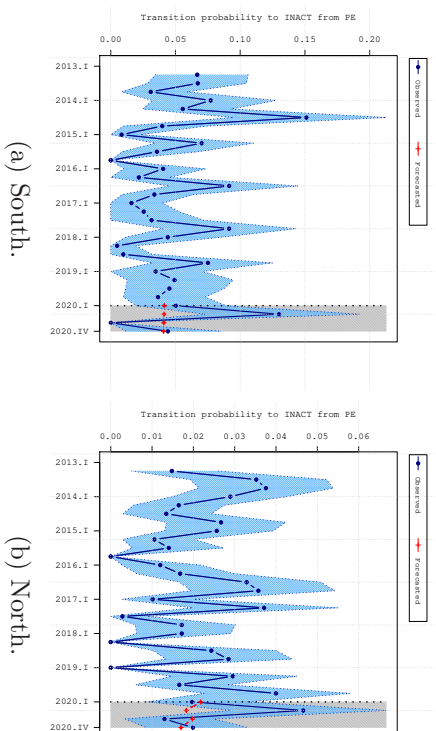 Transition probability to INACT from PE
0.00 0.05 0.10 0.15 0.20
2013.I
2014.I
2015.I
2016.I
2017.I
2018.I
2019.I
2020.I
2020.IV
Observed
Forecasted
(a) South.
Transition probability to INACT from PE
0.00 0.01 0.02 0.03 0.04 0.05 0.06
2013.I
2014.I
2015.I
2016.I
2017.I
2018.I
2019.I
2020.I
2020.IV
Observed
Forecasted
(b) North.